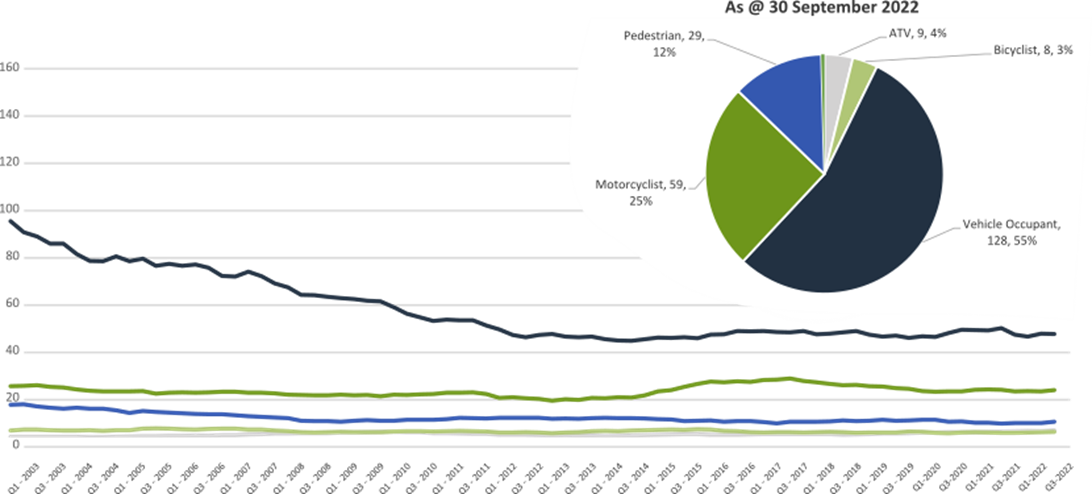 As @ 30 September 2022
Pedestrian, 29,
12%
ATV, 9, 4%
Bicyclist, 8, 3%
Motorcyclist, 59,
25%
Vehicle Occupant,
128, 55%
160
140
120
100
80
60
40
20
0
Q1 - 2003
Q3 - 2003
Q1 - 2004
Q3 - 2004
Q1 - 2005
Q3 - 2005
Q1 - 2006
Q3 - 2006
Q1 - 2007
Q3 - 2007
Q1 - 2008
Q3 - 2008
Q1 - 2009
Q3 - 2009
Q1 - 2010
Q3 - 2010
Q1 - 2011
Q3 - 2011
Q1 - 2012
Q3 - 2012
Q1 - 2013
Q3 - 2013
Q1 - 2014
Q3 - 2014
Q1 - 2015
Q3 - 2015
Q1 - 2016
Q3 - 2016
Q1 - 2017
Q3 - 2017
Q1 - 2018
Q3 - 2018
Q1 - 2019
Q3 - 2019
Q1-2020
Q3 - 2020
Q1 - 2021
Q3 - 2021
Q1 - 2022
Q3-2022